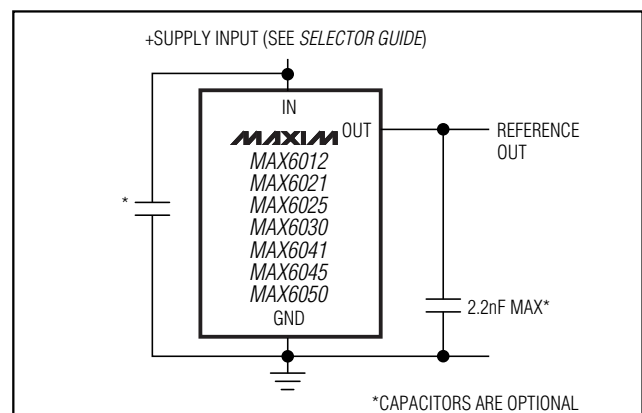 +SUPPLY INPUT (SEE SELECTOR GUIDE)
IN
OUT
REFERENCE
OUT
MAXIM
MAX6012
MAX6021
MAX6025
MAX6030
MAX6041
MAX6045
MAX6050
GND
*
2.2nF MAX*
*CAPACITORS ARE OPTIONAL